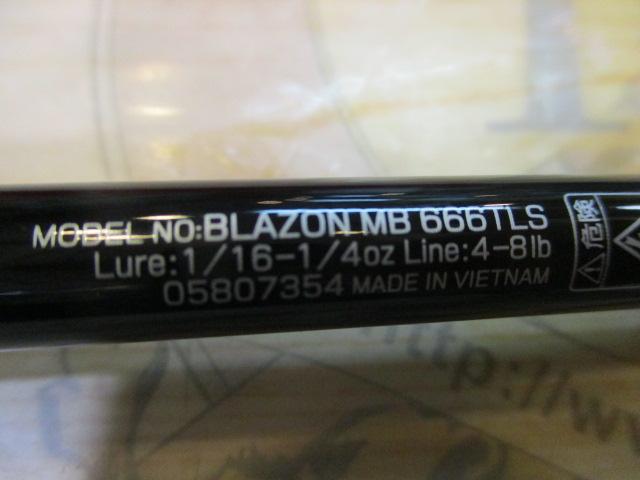 MODEL NO:BLAZON MB 666TLS
Lure:1/16-1/4oz Line:4-8lb
05807354 MADE IN VIETNAM
危険
http://w